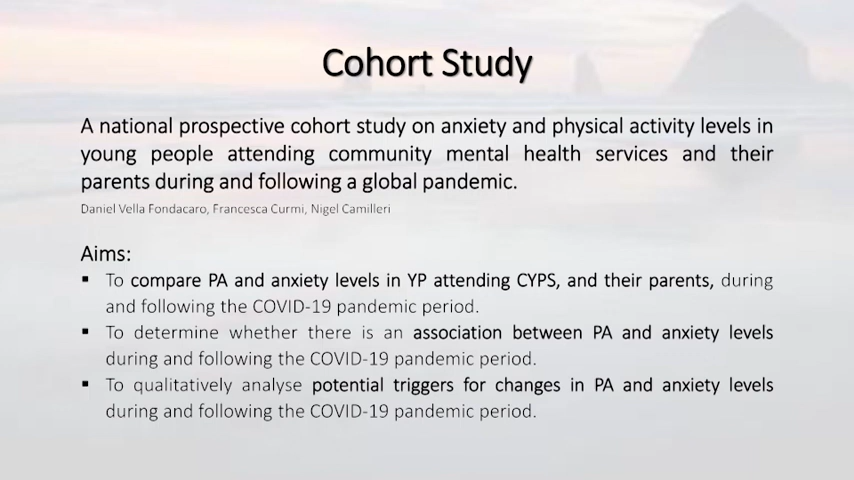 Cohort Study
A national prospective cohort study on anxiety and physical activity levels in
young people attending community mental health services and their
parents during and following a global pandemic.
Daniel Vella Fondacaro, Francesca Curmi, Nigel Camilleri
Aims:
▪ To compare PA and anxiety levels in YP attending CYPS, and their parents, during
and following the COVID-19 pandemic period.
▪ To determine whether there is an association between PA and anxiety levels
during and following the COVID-19 pandemic period.
▪ To qualitatively analyse potential triggers for changes in PA and anxiety levels
during and following the COVID-19 pandemic period.